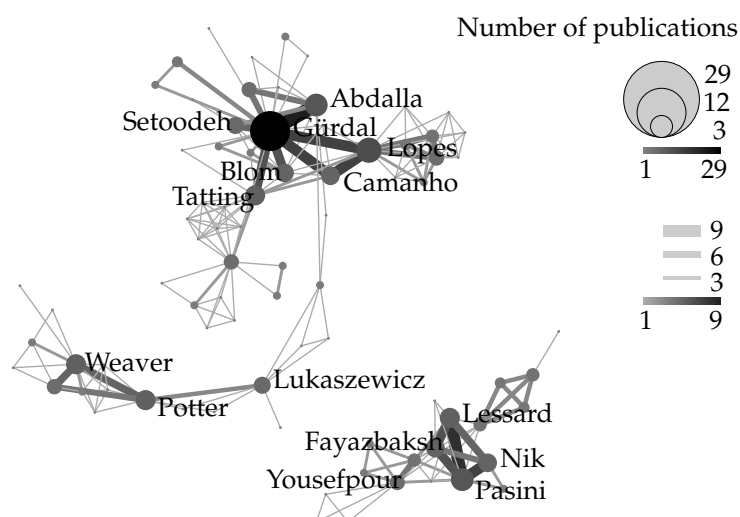 Number of publications
29
12
3
1 29
9
6
3
1 9
Abdalla
Setoodeh
Gürdal
Lopes
Blom
Camanho
Tatting
Weaver
Lukaszewicz
Potter
Lessard
Fayazbaksh
Nik
Yousefpour
Pasini